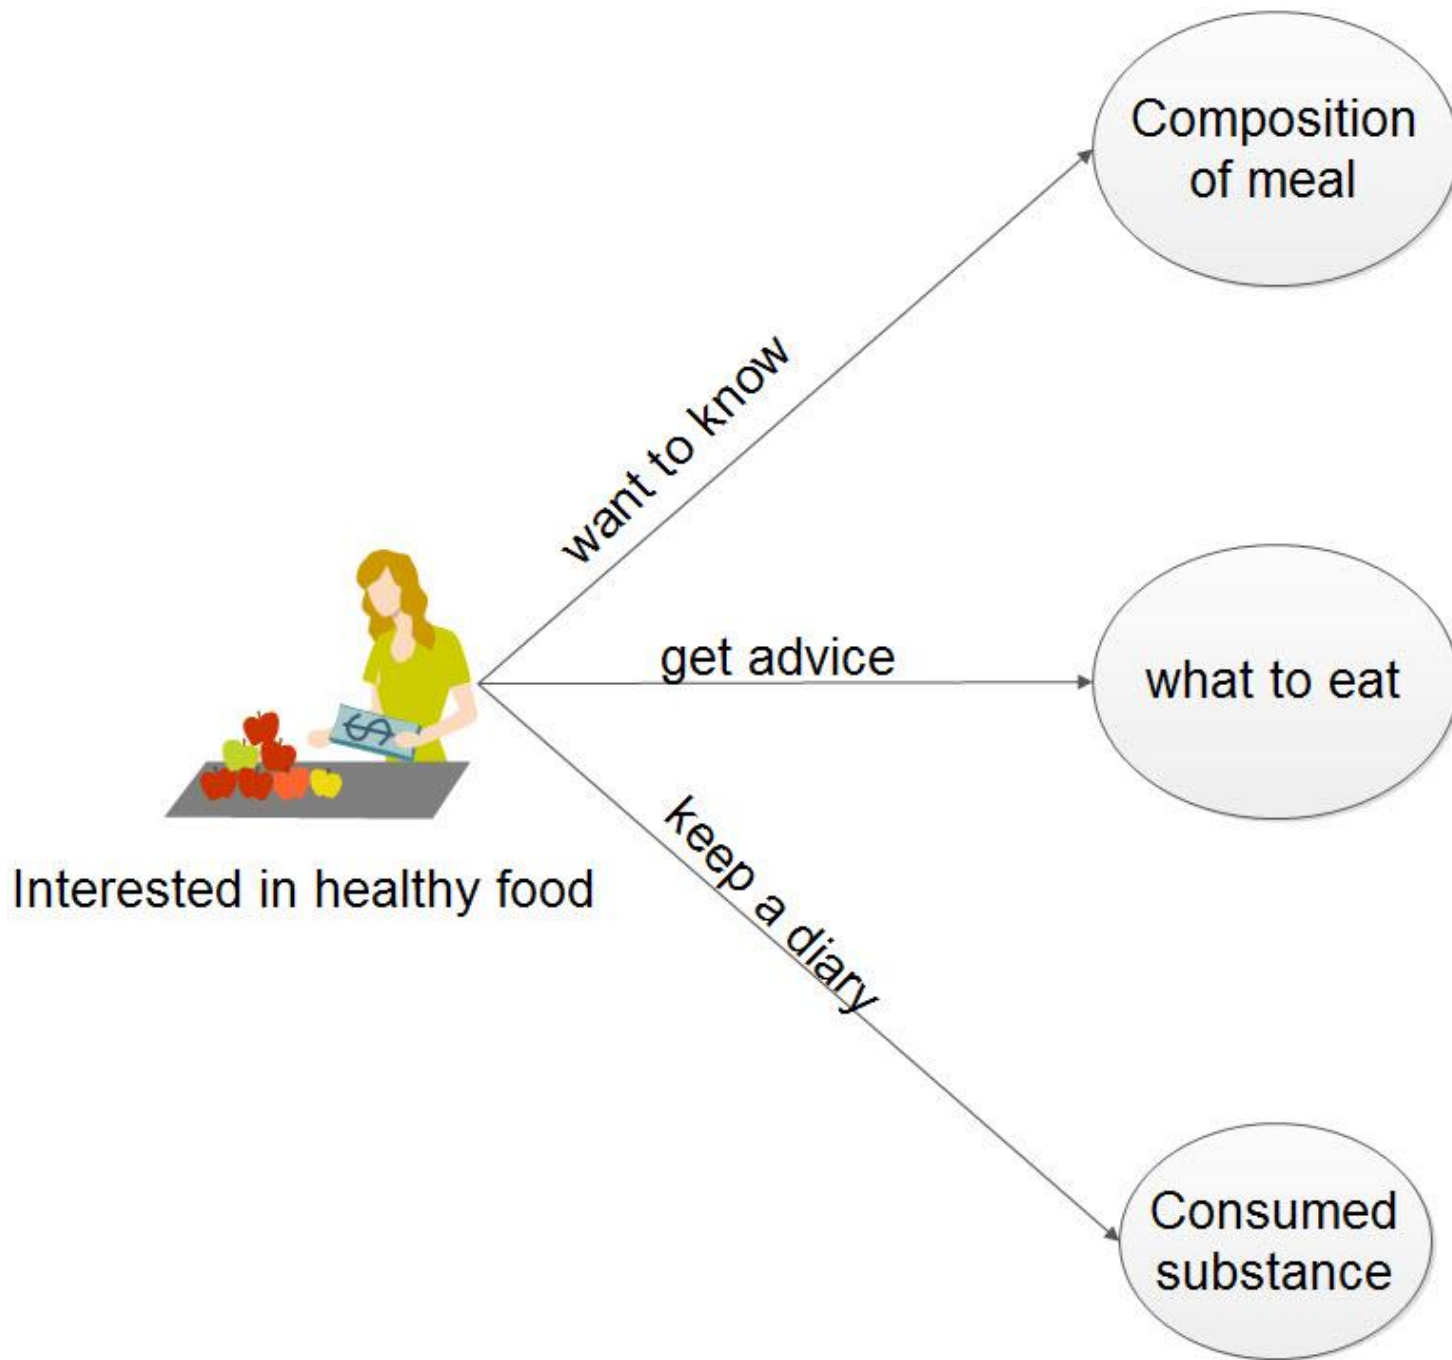 Composition
of meal
want to know
get advice
what to eat
$
Interested in healthy food
keep a diary
Consumed
substance